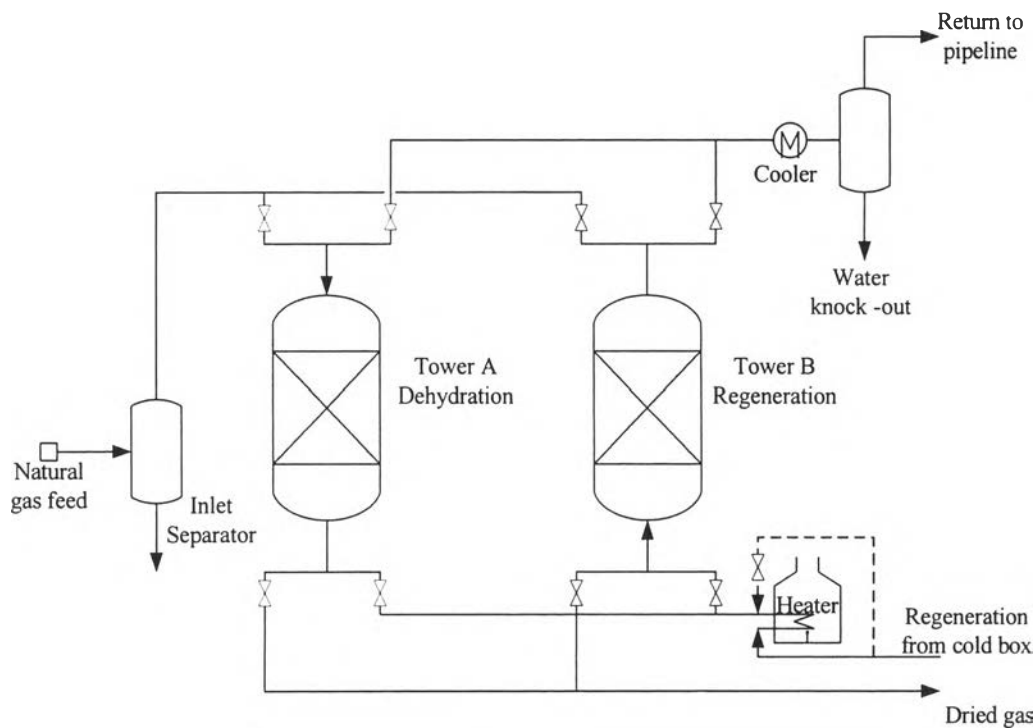 Return to
pipeline
Cooler
Water
knock -out
Tower A
Dehydration
Tower B
Regeneration
Natural
gas feed
Inlet
Separator
Heater
Regeneration
from cold box
Dried gas